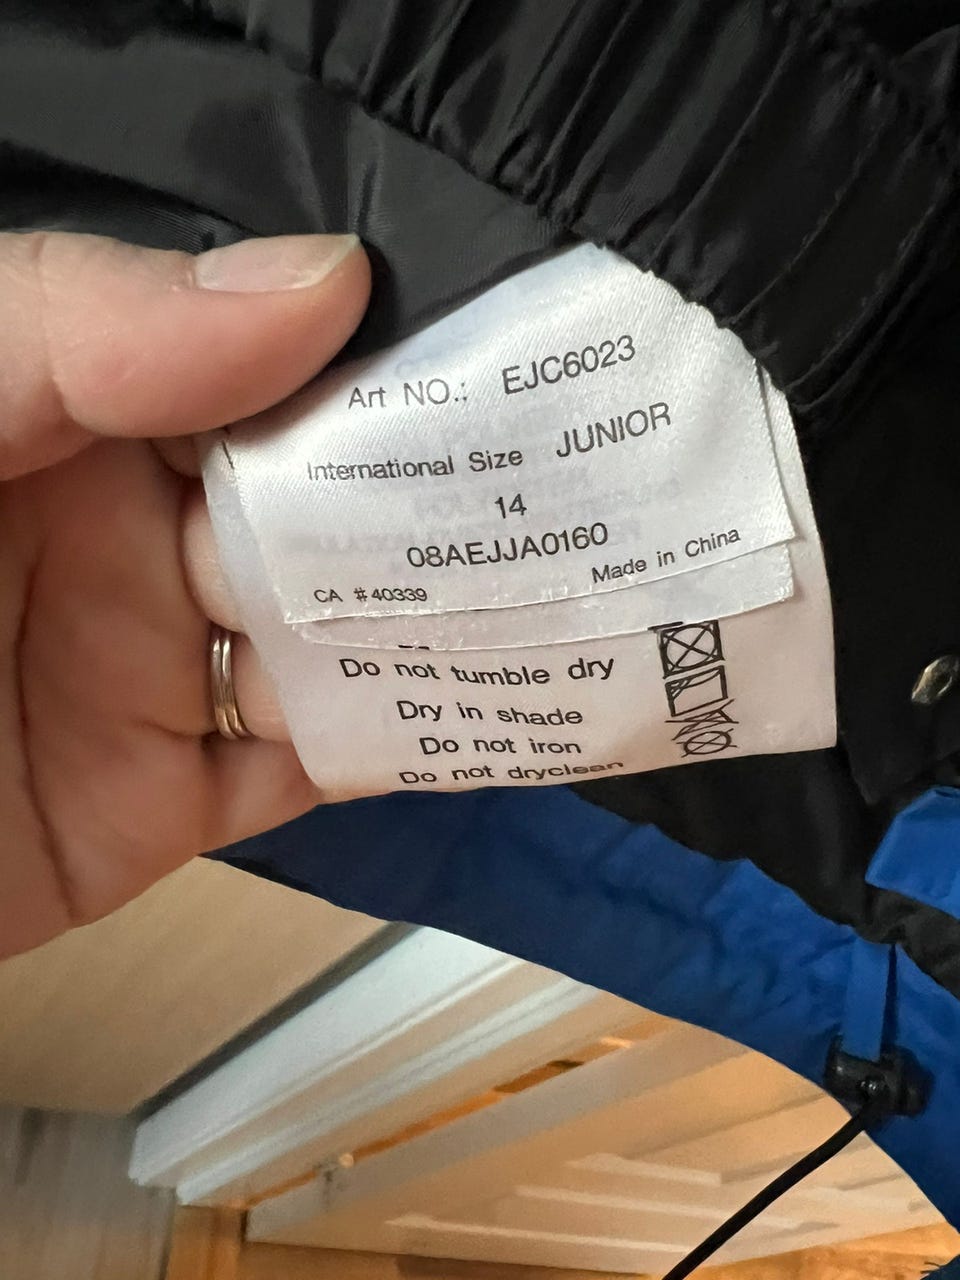 Art NO.: EJC6023
International Size JUNIOR
14
08AEJJA0160
CA #40339 Made in China
Do not tumble dry
Dry in shade
Do not iron
Do not dryclean